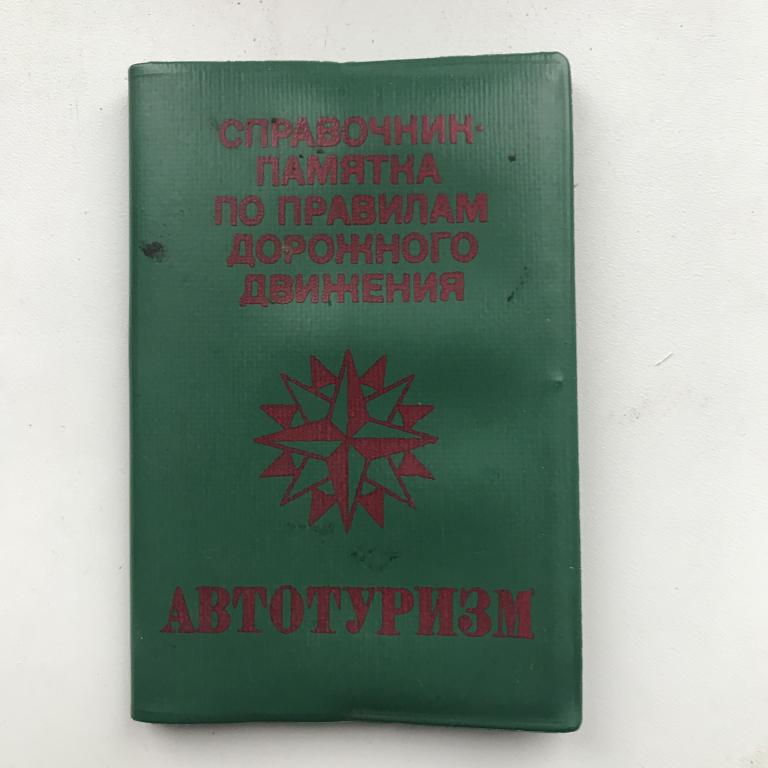 СПРАВОЧНИК-
ПАМЯТКА
ПО ПРАВИЛАМ
ДОРОЖНОГО
ДВИЖЕНИЯ
АВТОТУРИЗМ